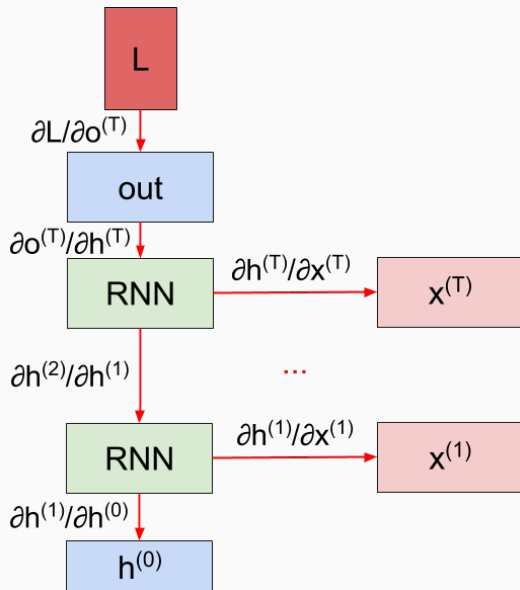 L
∂L/∂o⁽ᵀ⁾
out
∂o⁽ᵀ⁾/∂h⁽ᵀ⁾
RNN
∂h⁽ᵀ⁾/∂x⁽ᵀ⁾
x⁽ᵀ⁾
∂h⁽²⁾/∂h⁽¹⁾
...
RNN
∂h⁽¹⁾/∂x⁽¹⁾
x⁽¹⁾
∂h⁽¹⁾/∂h⁽⁰⁾
h⁽⁰⁾